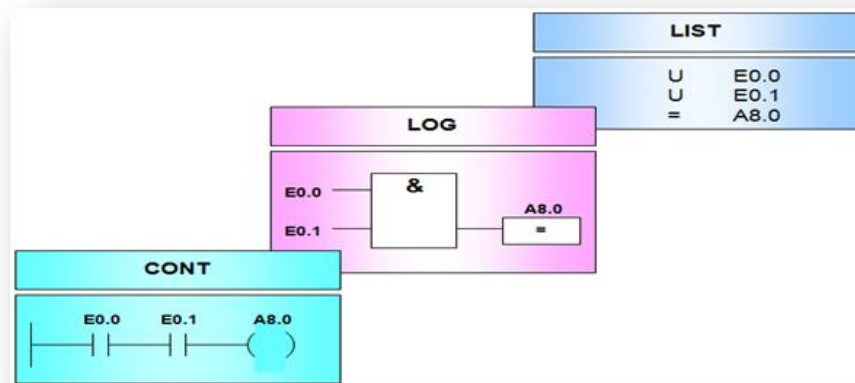 LIST
U E0.0
U E0.1
= A8.0
LOG
&
E0.0
E0.1
A8.0
=
CONT
E0.0 E0.1 A8.0